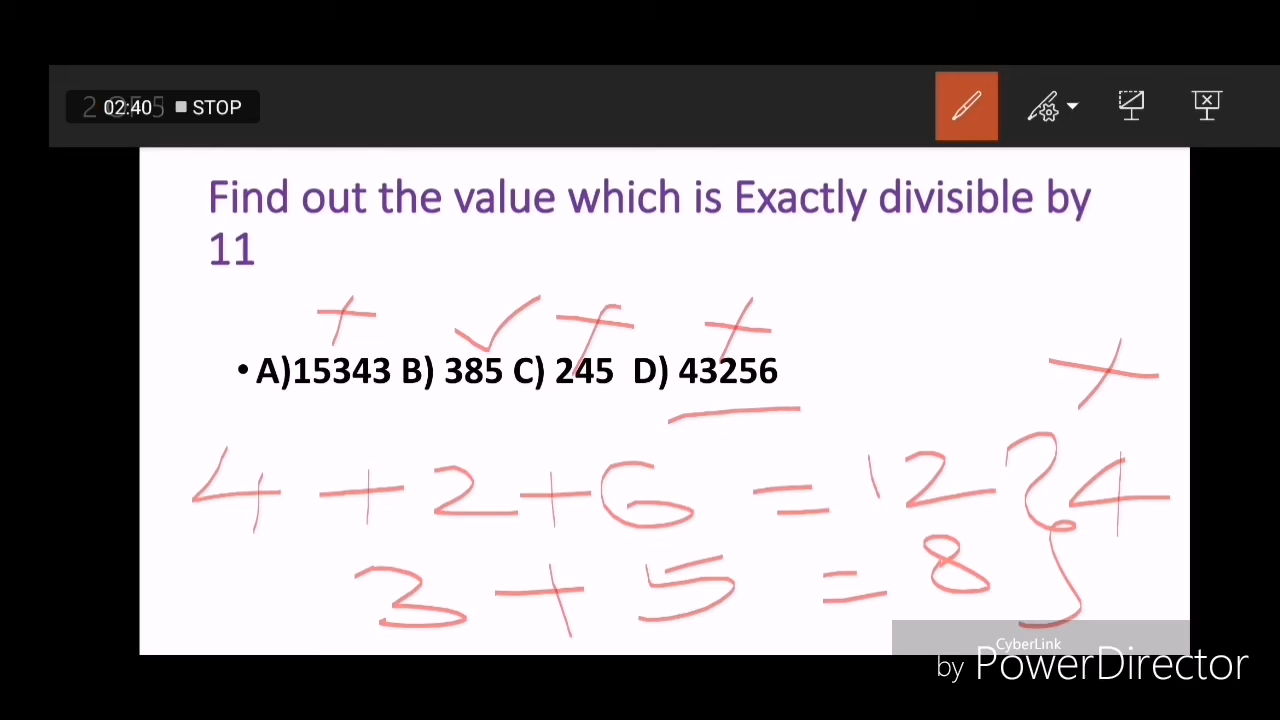 02:40 STOP
Find out the value which is Exactly divisible by
11
• A)15343 B) 385 C) 245 D) 43256
4 + 2 + 6 = 12 } 4
3 + 5 = 8
CyberLink
by PowerDirector